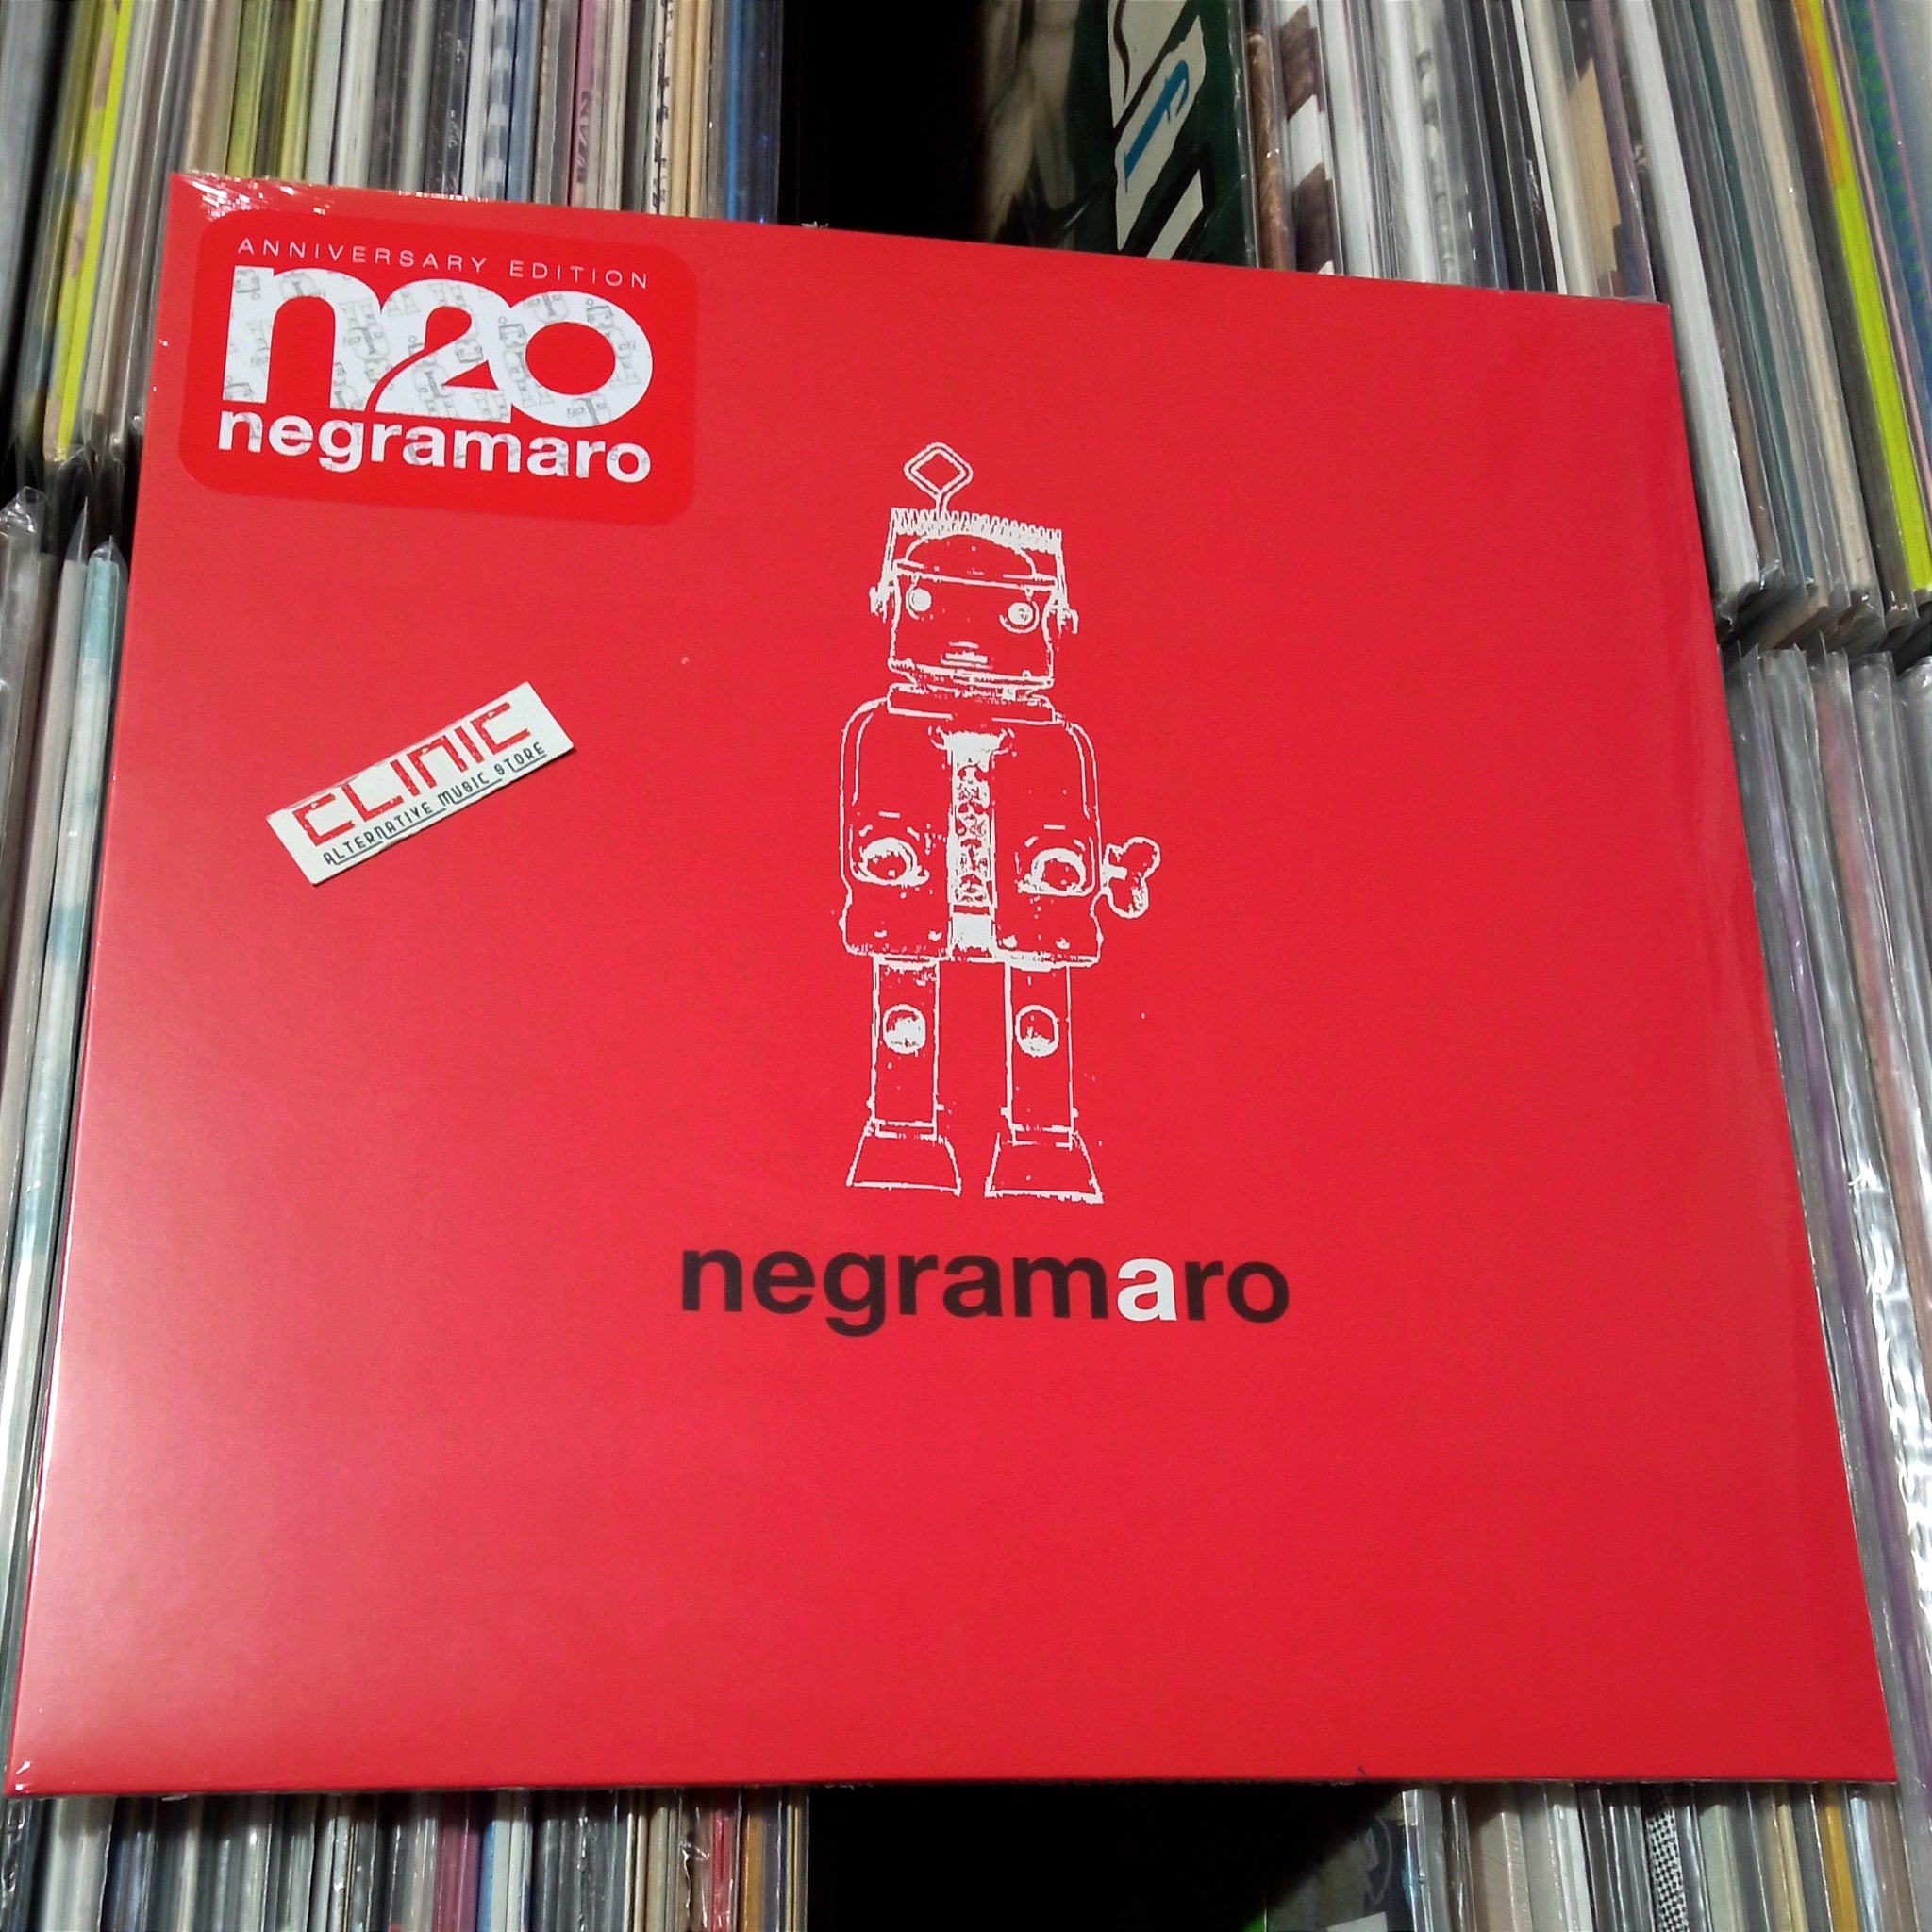 ANNIVERSARY EDITION
n20
negramaro
CLINIC
ALTERNATIVE MUSIC STORE
negramaro